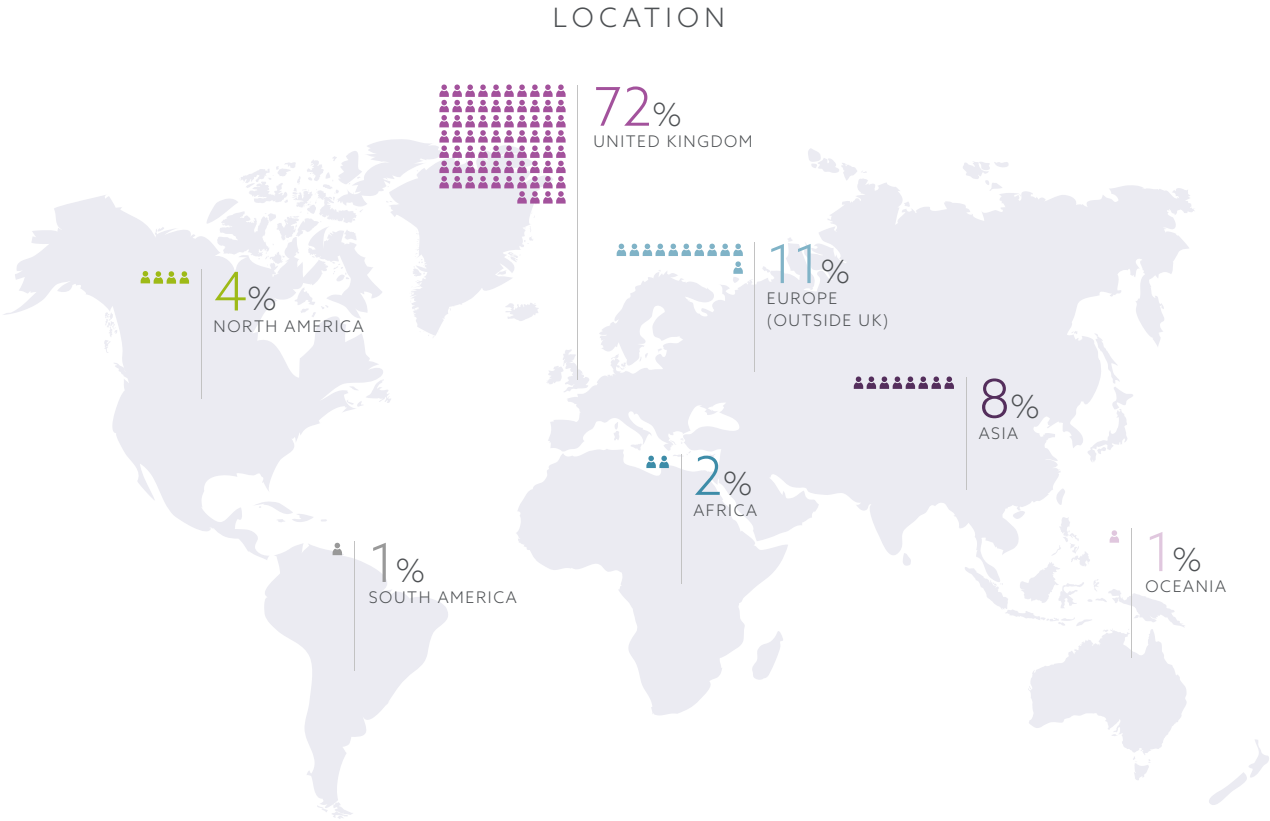 LOCATION
72%
UNITED KINGDOM
11%
EUROPE
(OUTSIDE UK)
4%
NORTH AMERICA
8%
ASIA
2%
AFRICA
1%
OCEANIA
1%
SOUTH AMERICA